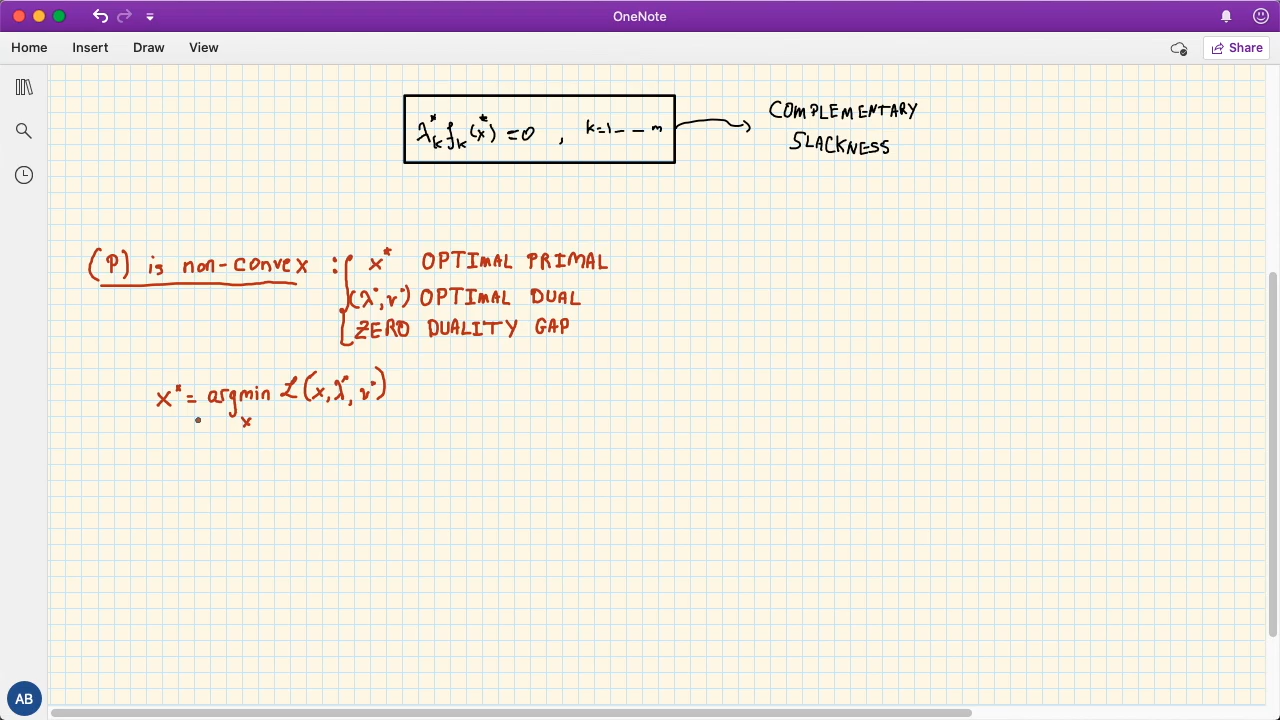 OneNote
Home Insert Draw View Share
λ*ₖ fₖ(x*) = 0 , k=1 - - m
COMPLEMENTARY
SLACKNESS
(P) is non-convex : x* OPTIMAL PRIMAL
(λ*, ν*) OPTIMAL DUAL
ZERO DUALITY GAP
x* = argmin ℒ(x, λ*, ν*)
x
AB